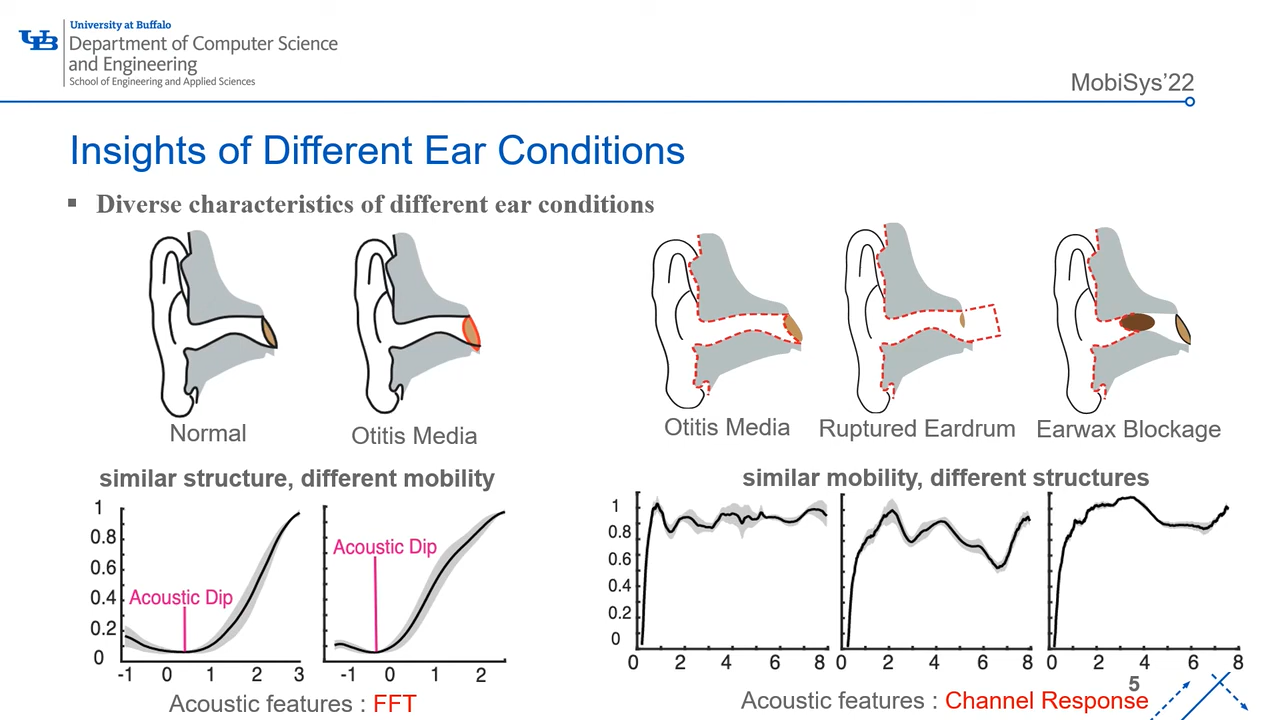 University at Buffalo
Department of Computer Science
and Engineering
School of Engineering and Applied Sciences
MobiSys’22
Insights of Different Ear Conditions
▪ Diverse characteristics of different ear conditions
Normal
Otitis Media
Otitis Media
Ruptured Eardrum
Earwax Blockage
similar structure, different mobility
similar mobility, different structures
1
0.8
0.6
0.4
0.2
0
Acoustic Dip
-1 0 1 2 3
Acoustic Dip
-1 0 1 2
Acoustic features : FFT
1
0.8
0.6
0.4
0.2
0
0 2 4 6 8
0 2 4 6 8
0 2 4 6 8
Acoustic features : Channel Response
5